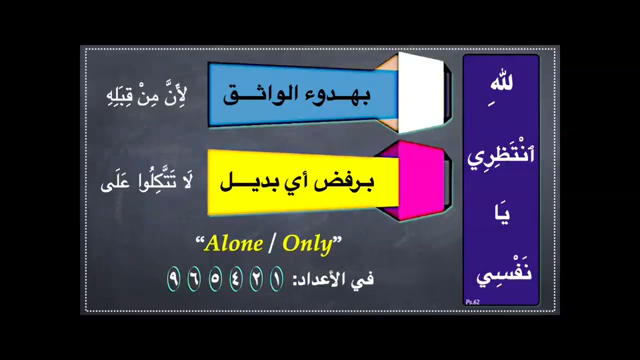 لِلهِ
ٱنْتَظِرِي
يَا
نَفْسِي
Ps.62
بهدوء الواثق
لِأَنَّ مِنْ قِبَلِهِ
برفض أي بديل
لَا تَتَّكِلُوا عَلَى
“Alone / Only”
في الأعداد: ١ ٢ ٤ ٥ ٦ ٩